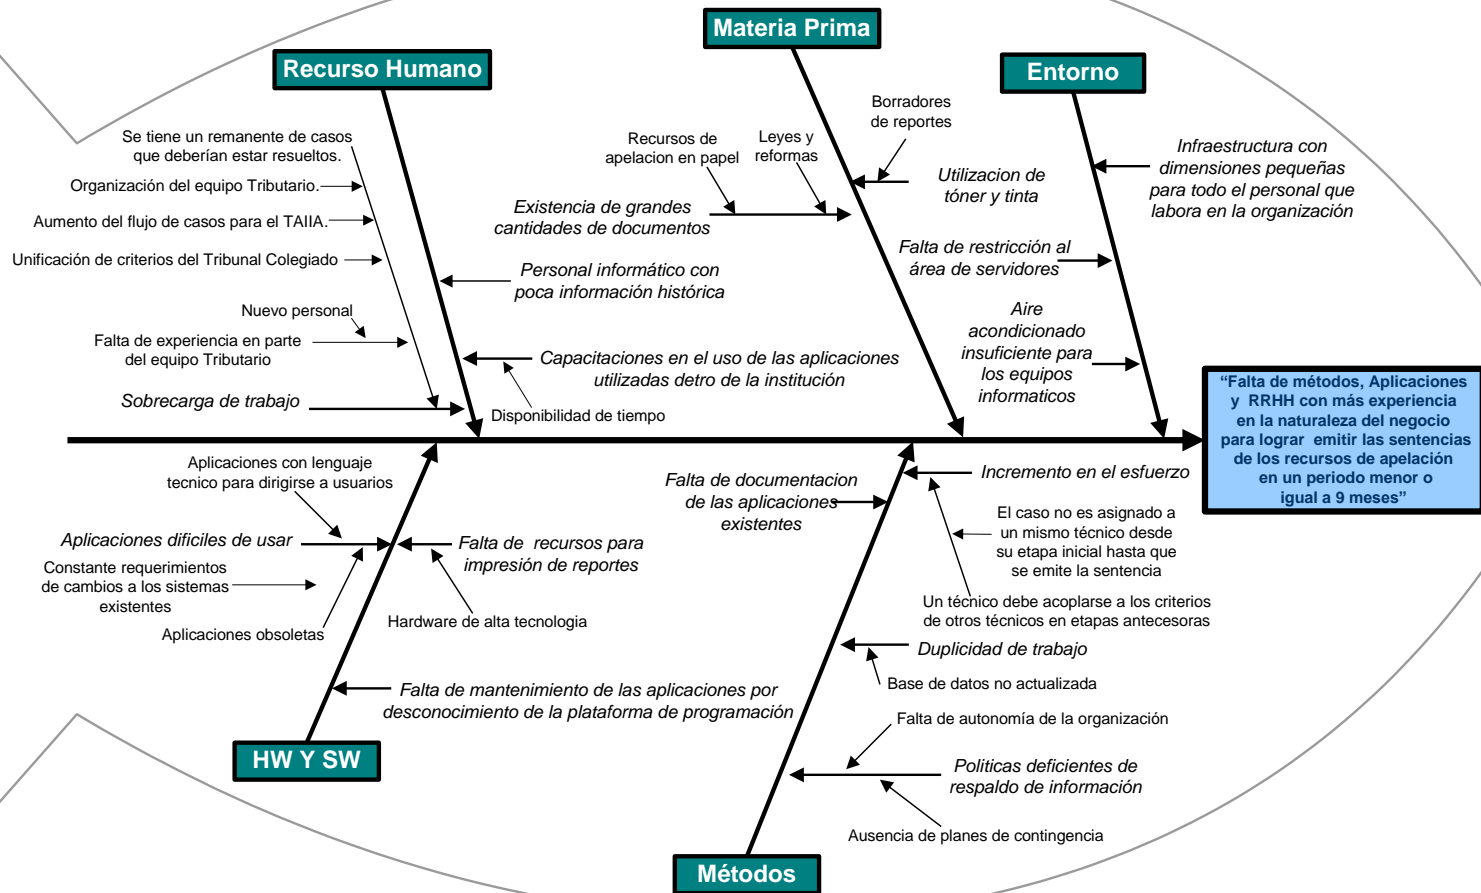 Materia Prima
Recurso Humano
Entorno
Se tiene un remanente de casos
que deberían estar resueltos.
Organización del equipo Tributario.
Aumento del flujo de casos para el TAIIA.
Unificación de criterios del Tribunal Colegiado
Nuevo personal
Falta de experiencia en parte
del equipo Tributario
Sobrecarga de trabajo
Personal informático con
poca información histórica
Capacitaciones en el uso de las aplicaciones
utilizadas detro de la institución
Disponibilidad de tiempo
Recursos de
apelacion en papel
Leyes y
reformas
Existencia de grandes
cantidades de documentos
Borradores
de reportes
Utilizacion de
tóner y tinta
Infraestructura con
dimensiones pequeñas
para todo el personal que
labora en la organización
Falta de restricción al
área de servidores
Aire
acondicionado
insuficiente para
los equipos
informaticos
“Falta de métodos, Aplicaciones
y RRHH con más experiencia
en la naturaleza del negocio
para lograr emitir las sentencias
de los recursos de apelación
en un periodo menor o
igual a 9 meses”
Aplicaciones con lenguaje
tecnico para dirigirse a usuarios
Aplicaciones dificiles de usar
Constante requerimientos
de cambios a los sistemas
existentes
Aplicaciones obsoletas
Falta de recursos para
impresión de reportes
Hardware de alta tecnologia
Falta de mantenimiento de las aplicaciones por
desconocimiento de la plataforma de programación
HW Y SW
Falta de documentacion
de las aplicaciones
existentes
Incremento en el esfuerzo
El caso no es asignado a
un mismo técnico desde
su etapa inicial hasta que
se emite la sentencia
Un técnico debe acoplarse a los criterios
de otros técnicos en etapas antecesoras
Duplicidad de trabajo
Base de datos no actualizada
Falta de autonomía de la organización
Politicas deficientes de
respaldo de información
Ausencia de planes de contingencia
Métodos